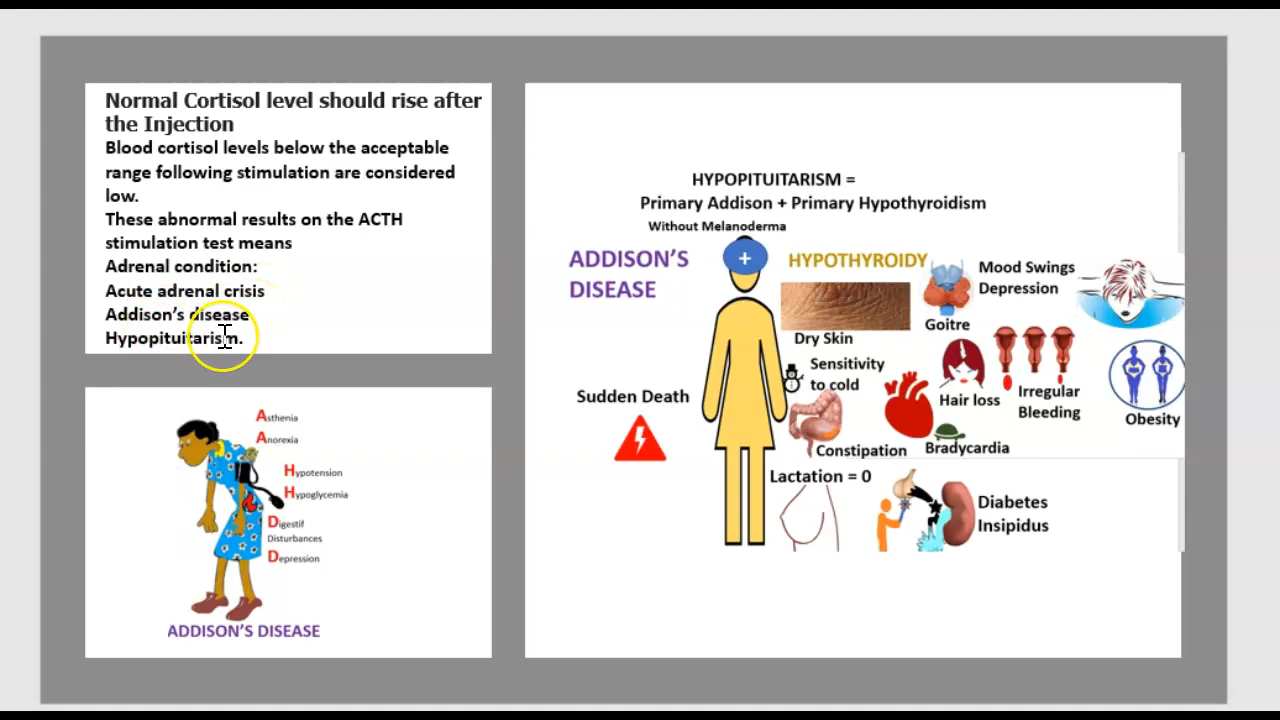 Normal Cortisol level should rise after
the Injection
Blood cortisol levels below the acceptable
range following stimulation are considered
low.
These abnormal results on the ACTH
stimulation test means
Adrenal condition:
Acute adrenal crisis
Addison's disease
Hypopituitarism.
Asthenia
Anorexia
Hypotension
Hypoglycemia
Digestif
Disturbances
Depression
ADDISON'S DISEASE
HYPOPITUITARISM =
Primary Addison + Primary Hypothyroidism
Without Melanoderma
ADDISON'S
DISEASE
HYPOTHYROIDY
Mood Swings
Depression
Goitre
Dry Skin
Sensitivity
to cold
Hair loss
Irregular
Bleeding
Obesity
Sudden Death
Constipation
Bradycardia
Lactation = 0
Diabetes
Insipidus